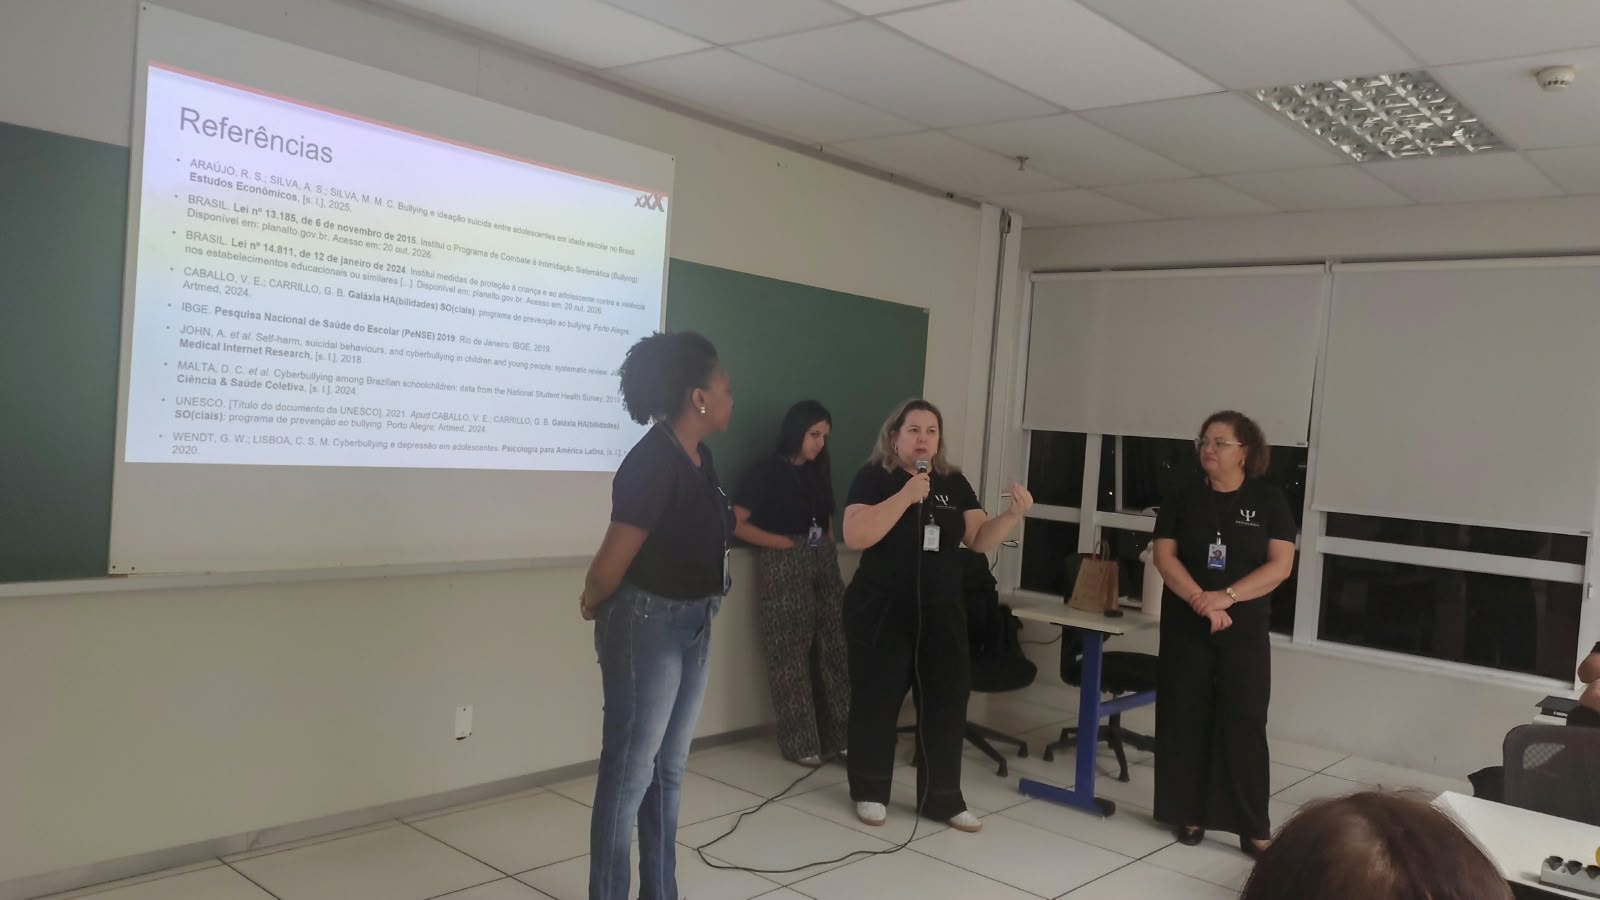 Referências
xXX
• ARAÚJO, R. S.; SILVA, A. S.; SILVA, M. M. C. Bullying e ideação suicida entre adolescentes em idade escolar no Brasil.
Estudos Econômicos, [s. l.], 2025.
• BRASIL. Lei nº 13.185, de 6 de novembro de 2015. Institui o Programa de Combate à Intimidação Sistemática (Bullying)
Disponível em: planalto.gov.br. Acesso em: 20 out. 2026.
• BRASIL. Lei nº 14.811, de 12 de janeiro de 2024. Institui medidas de proteção à criança e ao adolescente contra a violência
nos estabelecimentos educacionais ou similares [...]. Disponível em: planalto.gov.br. Acesso em: 20 out. 2026.
• CABALLO, V. E.; CARRILLO, G. B. Galáxia HA(bilidades) SO(ciais): programa de prevenção ao bullying. Porto Alegre:
Artmed, 2024.
• IBGE. Pesquisa Nacional de Saúde do Escolar (PeNSE) 2019. Rio de Janeiro: IBGE, 2019.
• JOHN, A. et al. Self-harm, suicidal behaviours, and cyberbullying in children and young people: systematic review.
Medical Internet Research, [s. l.], 2018.
• MALTA, D. C. et al. Cyberbullying among Brazilian schoolchildren: data from the National Student Health Survey,
Ciência & Saúde Coletiva, [s. l.], 2024.
• UNESCO. [Título do documento da UNESCO], 2021. Apud CABALLO, V. E.; CARRILLO, G. B. Galáxia HA(bilidades)
SO(ciais): programa de prevenção ao bullying. Porto Alegre: Artmed, 2024.
• WENDT, G. W.; LISBOA, C. S. M. Cyberbullying e depressão em adolescentes. Psicologia para América Latina, [s. l.],
2020.
Ψ
Ψ